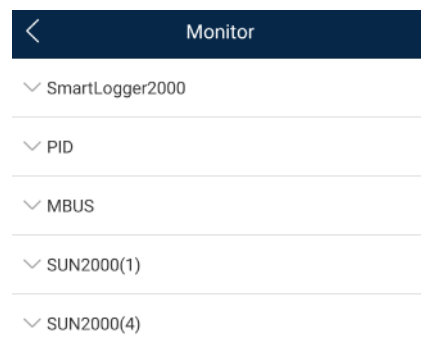 Monitor
SmartLogger2000
PID
MBUS
SUN2000(1)
SUN2000(4)